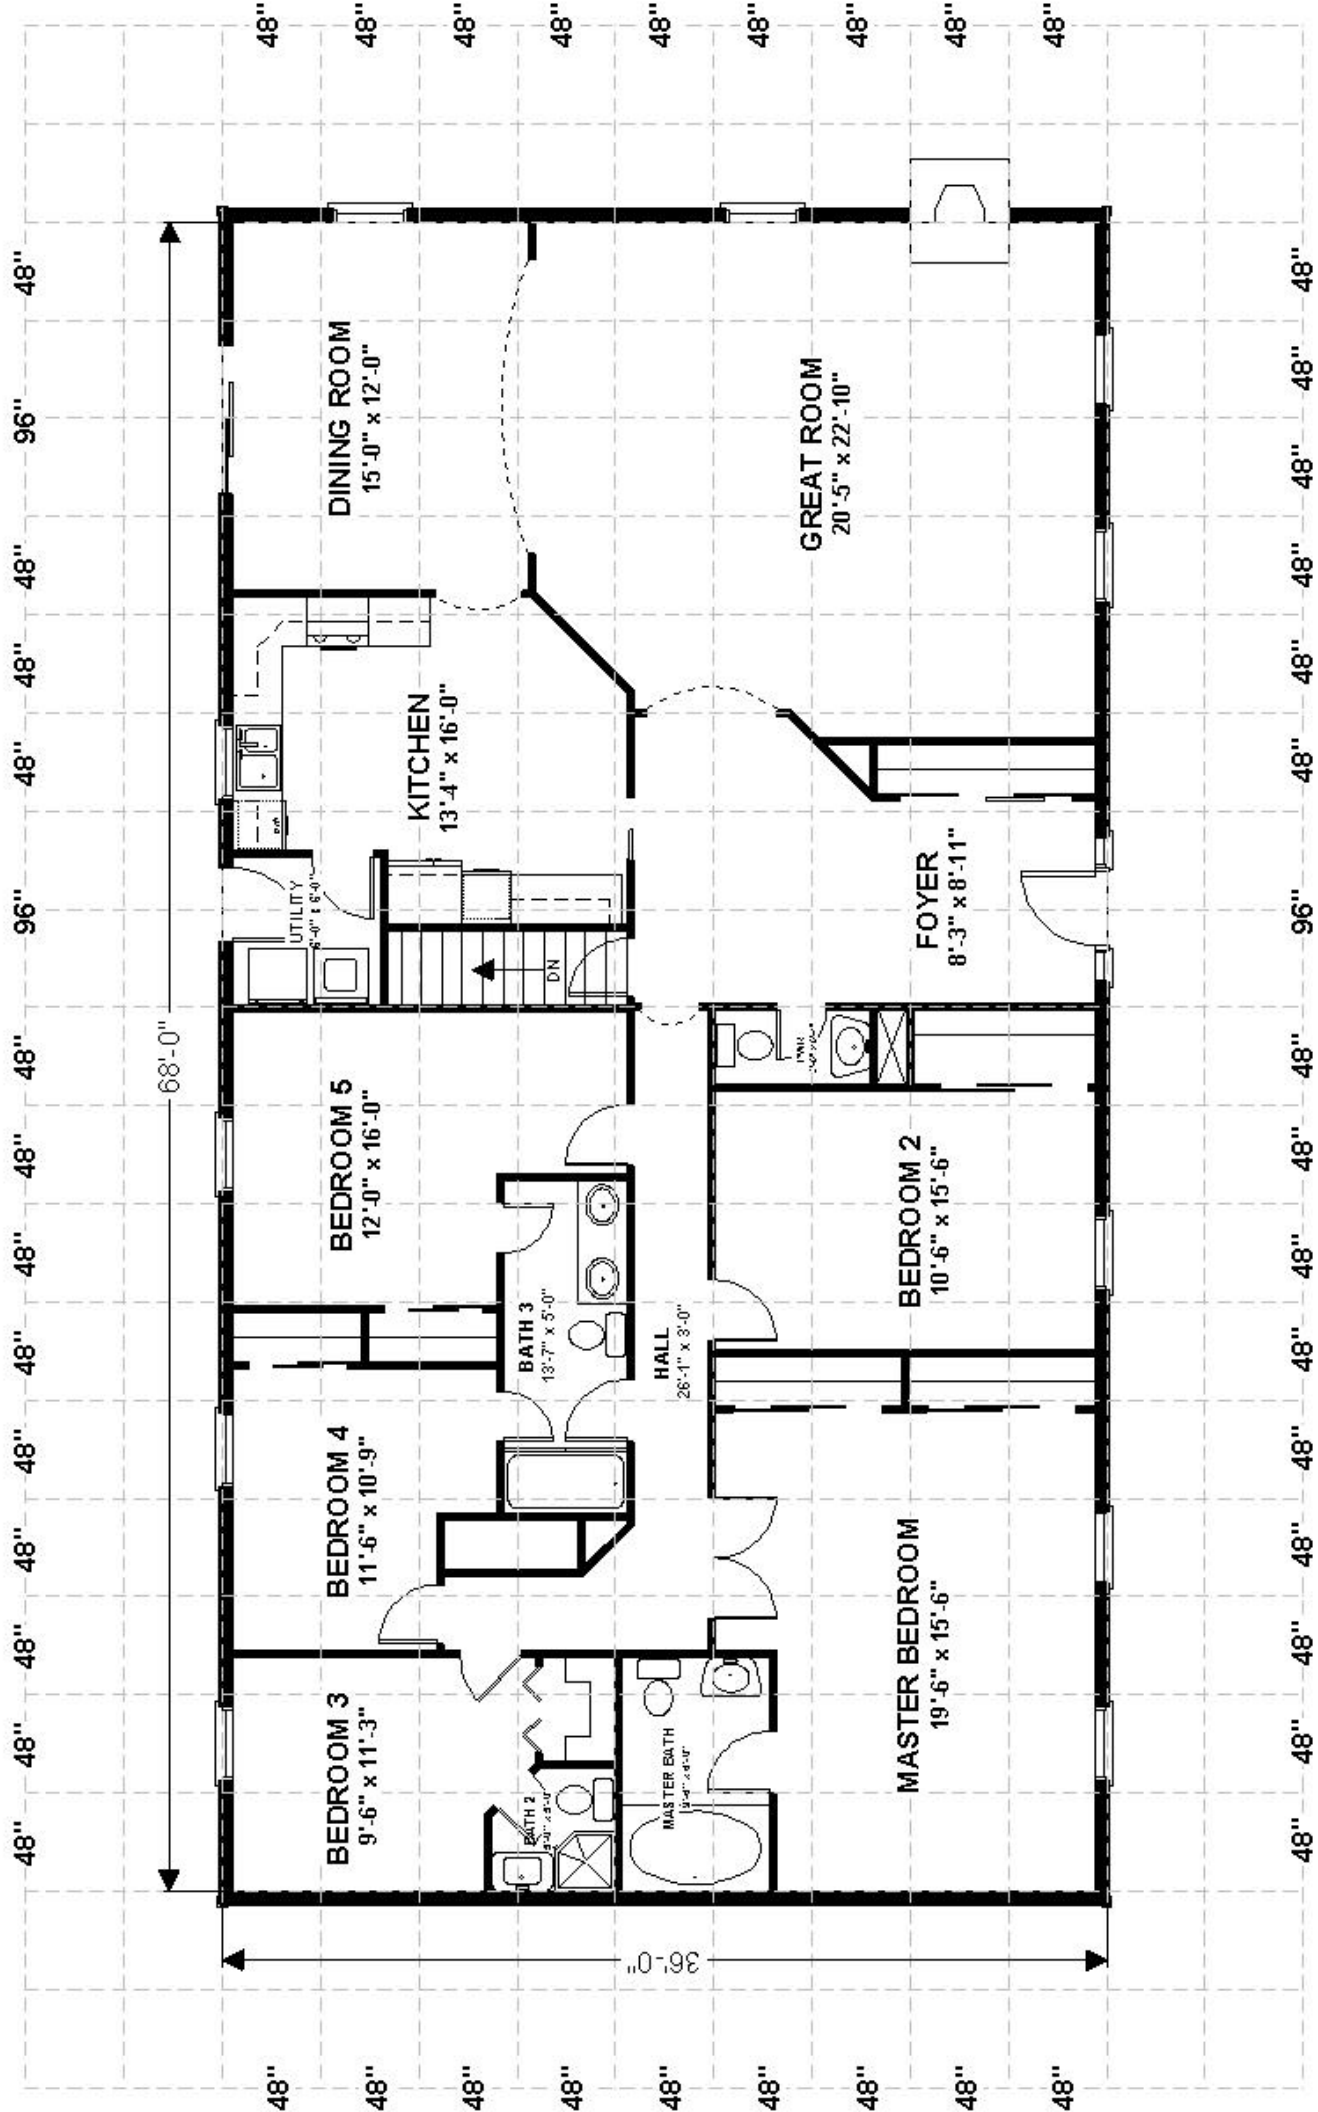 48" 48" 48" 48" 48" 48" 48" 48" 48" 96" 48" 48" 48" 96" 48"
68'-0"
36'-0"
48"
48"
48"
48"
48"
48"
48"
48"
48"
BEDROOM 3
9'-6" x 11'-3"
BEDROOM 4
11'-6" x 10'-9"
BEDROOM 5
12'-0" x 16'-0"
UTILITY
KITCHEN
13'-4" x 16'-0"
DINING ROOM
15'-0" x 12'-0"
BATH 2
BATH 3
13'-7" x 5'-0"
DN
MASTER BATH
HALL
26'-1" x 3'-0"
GREAT ROOM
20'-5" x 22'-10"
MASTER BEDROOM
19'-6" x 15'-6"
BEDROOM 2
10'-6" x 15'-6"
FOYER
8'-3" x 8'-11"
48"
48"
48"
48"
48"
48"
48"
48"
48"
48" 48" 48" 48" 48" 48" 48" 48" 48" 96" 48" 48" 48" 48" 48" 48"